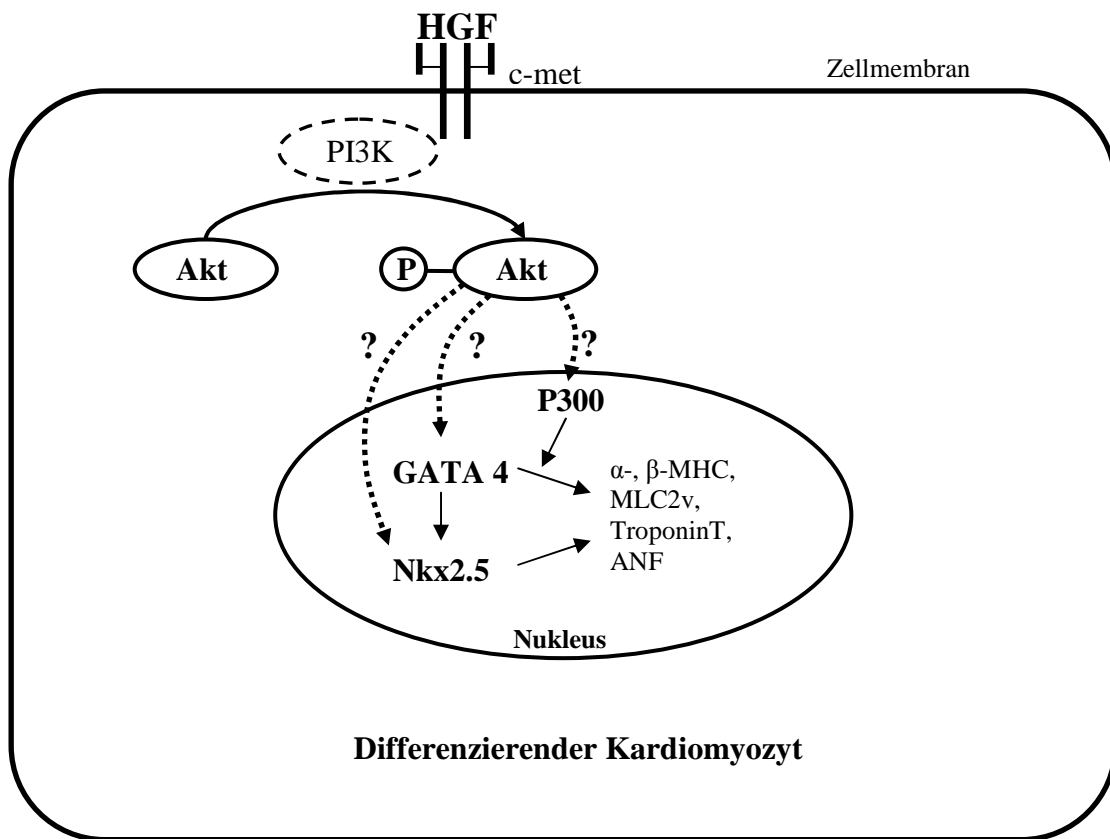 HGF
c-met
Zellmembran
PI3K
Akt
P
Akt
?
?
?
P300
GATA 4
α-, β-MHC,
MLC2v,
TroponinT,
ANF
Nkx2.5
Nukleus
Differenzierender Kardiomyozyt